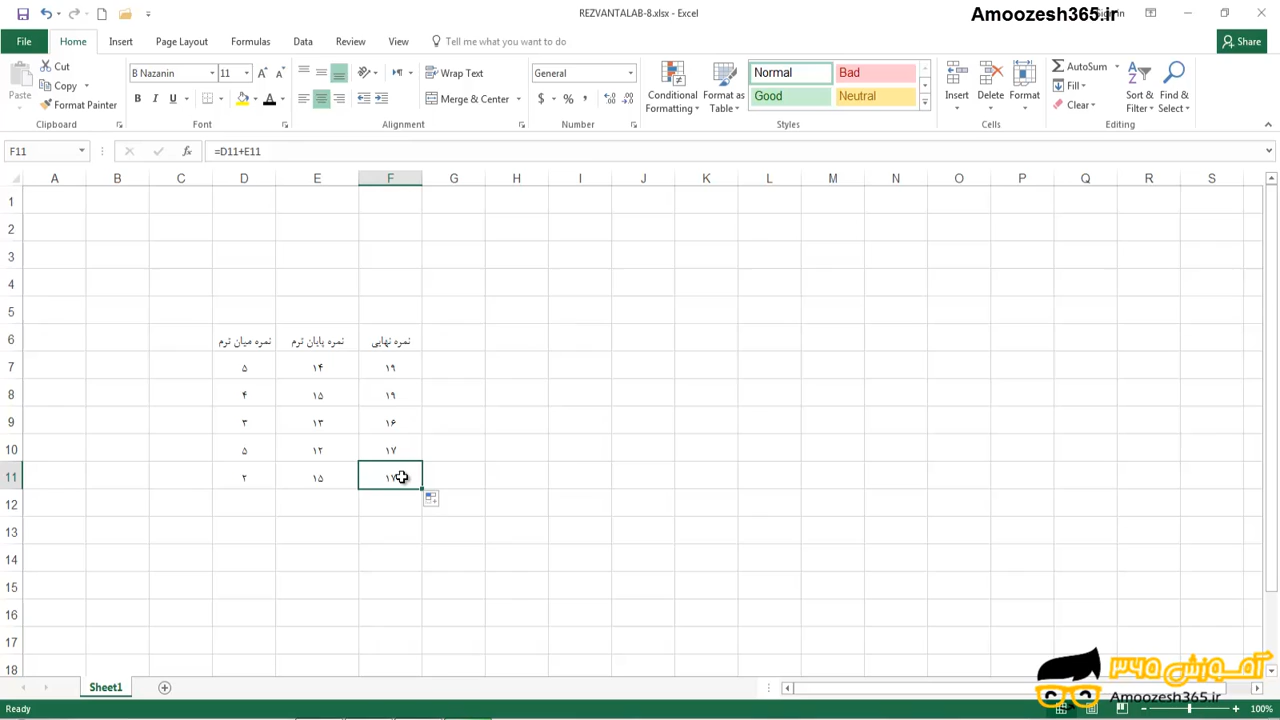 REZVANTALAB-8.xlsx - Excel
Amoozesh365.ir
File Home Insert Page Layout Formulas Data Review View Tell me what you want to do Share
Cut
Copy
Format Painter
Paste
Clipboard
B Nazanin 11
B I U
Font
Wrap Text
Merge & Center
Alignment
General
$ % ,
Number
Conditional Formatting
Format as Table
Normal Bad
Good Neutral
Styles
Insert Delete Format
Cells
AutoSum
Fill
Clear
Sort & Filter
Find & Select
Editing
F11 fx =D11+E11
A B C D E F G H I J K L M N O P Q R S
1
2
3
4
5
6 نمره میان ترم نمره پایان ترم نمره نهایی
7 ۵ ۱۴ ۱۹
8 ۴ ۱۵ ۱۹
9 ۳ ۱۳ ۱۶
10 ۵ ۱۲ ۱۷
11 ۲ ۱۵ ۱۷
12
13
14
15
16
17
18
Sheet1
آموزش ۳۶۵
Amoozesh365.ir
Ready 100%